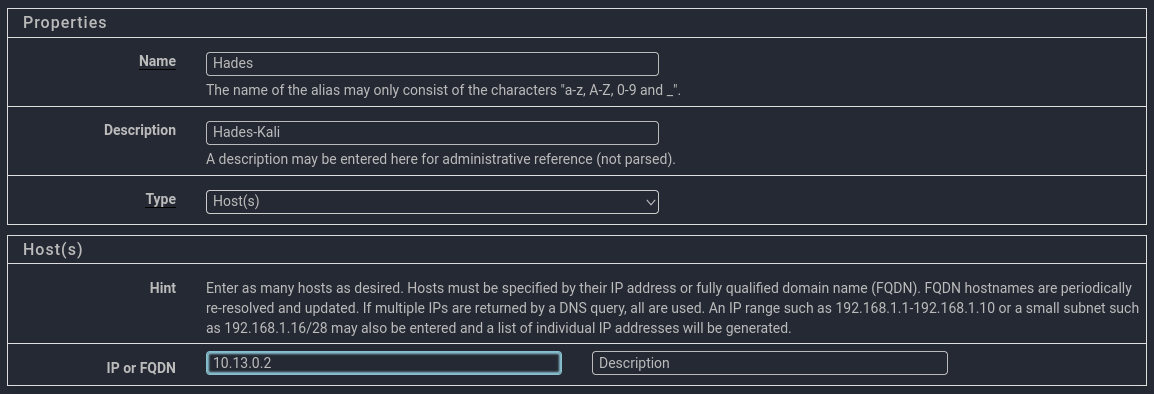 Properties
Name
Hades
The name of the alias may only consist of the characters "a-z, A-Z, 0-9 and _".
Description
Hades-Kali
A description may be entered here for administrative reference (not parsed).
Type
Host(s)
Host(s)
Hint
Enter as many hosts as desired. Hosts must be specified by their IP address or fully qualified domain name (FQDN). FQDN hostnames are periodically
re-resolved and updated. If multiple IPs are returned by a DNS query, all are used. An IP range such as 192.168.1.1-192.168.1.10 or a small subnet such
as 192.168.1.16/28 may also be entered and a list of individual IP addresses will be generated.
IP or FQDN
10.13.0.2
Description